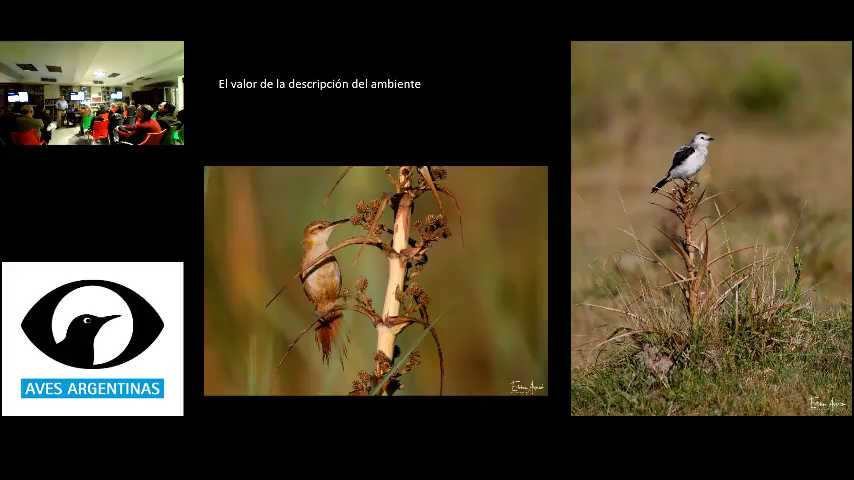 El valor de la descripción del ambiente
AVES ARGENTINAS